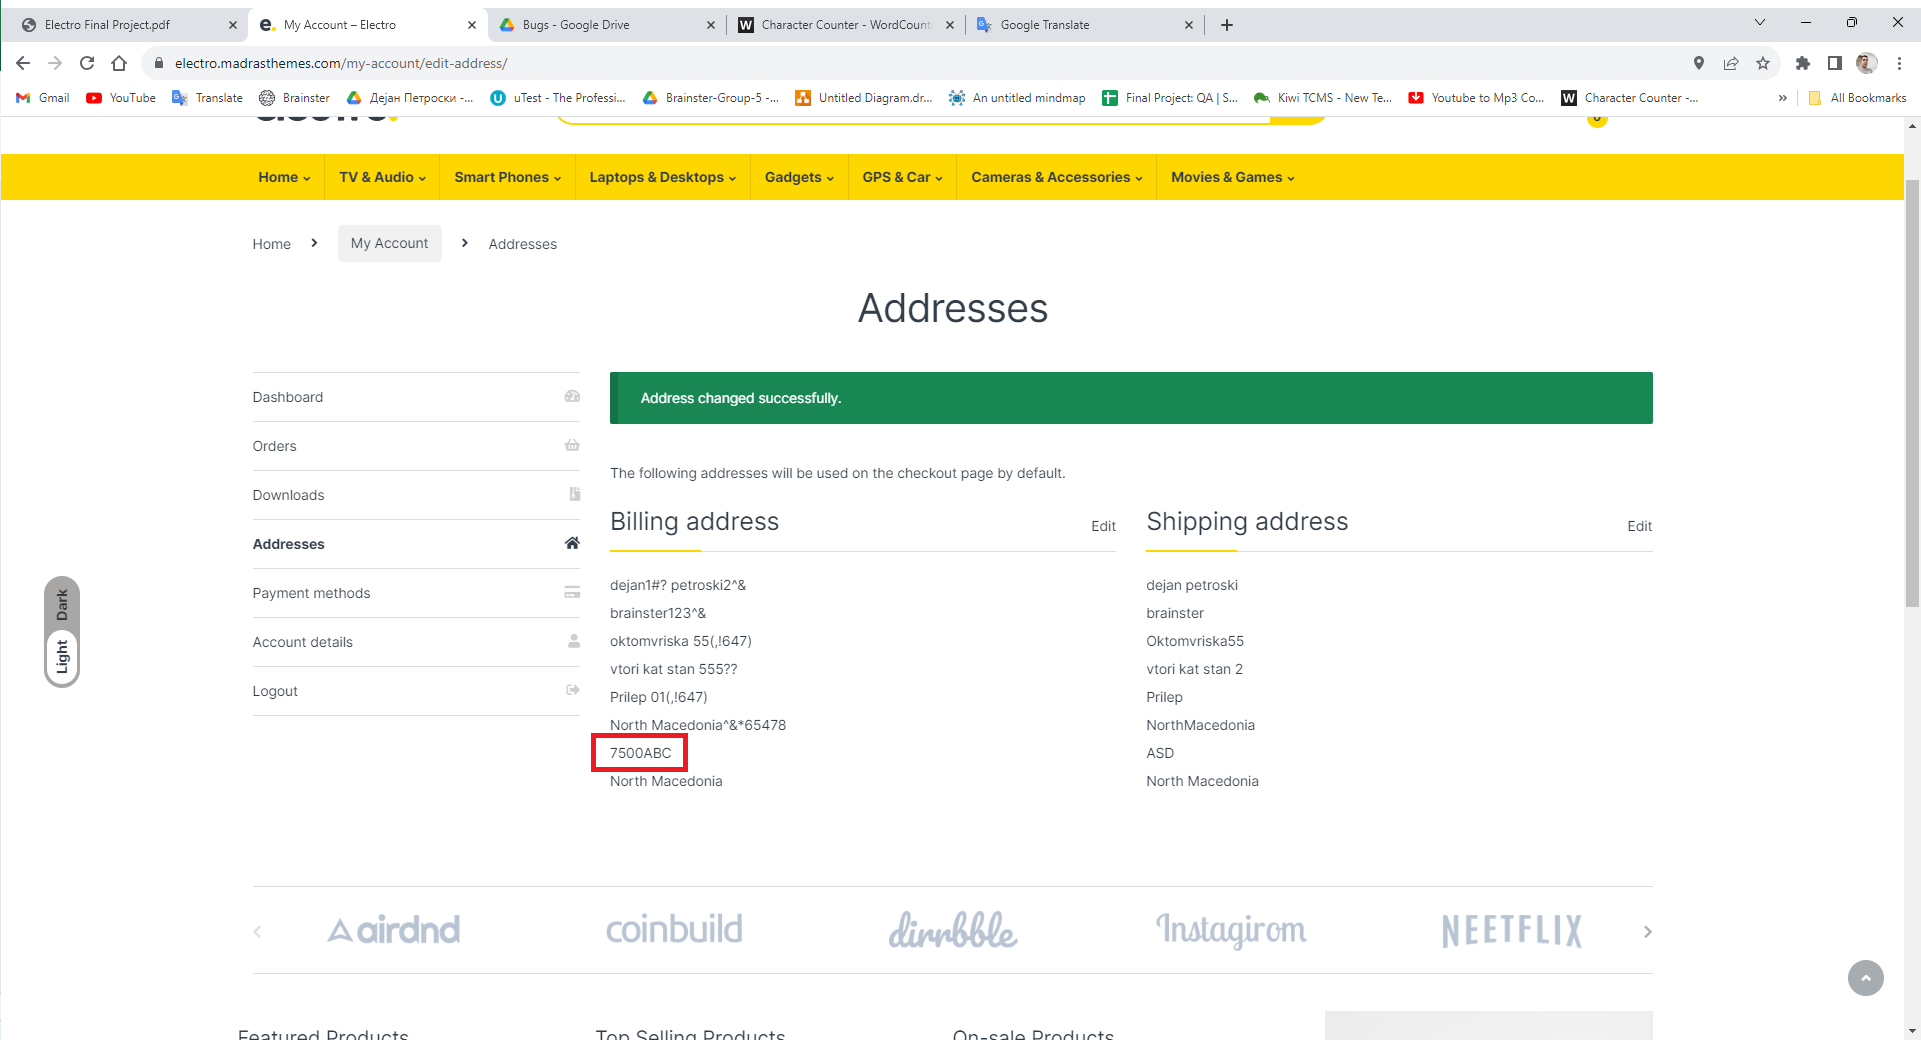 Electro Final Project.pdf
My Account – Electro
Bugs - Google Drive
Character Counter - WordCount
Google Translate
electro.madrasthemes.com/my-account/edit-address/
Gmail
YouTube
Translate
Brainster
Дејан Петроски -...
uTest - The Professi...
Brainster-Group-5 -...
Untitled Diagram.dr...
An untitled mindmap
Final Project: QA | S...
Kiwi TCMS - New Te...
Youtube to Mp3 Co...
Character Counter -...
»
All Bookmarks
Home
TV & Audio
Smart Phones
Laptops & Desktops
Gadgets
GPS & Car
Cameras & Accessories
Movies & Games
Home
My Account
Addresses
Addresses
Dashboard
Orders
Downloads
Addresses
Payment methods
Account details
Logout
Dark
Light
Address changed successfully.
The following addresses will be used on the checkout page by default.
Billing address
Edit
dejan1#? petroski2^&
brainster123^&
oktomvriska 55(,!647)
vtori kat stan 555??
Prilep 01(,!647)
North Macedonia^&*65478
7500ABC
North Macedonia
Shipping address
Edit
dejan petroski
brainster
Oktomvriska55
vtori kat stan 2
Prilep
NorthMacedonia
ASD
North Macedonia
airdnd
coinbuild
dirrbbble
Instagirom
NEETFLIX
Featured Products
Top Selling Products
On-sale Products